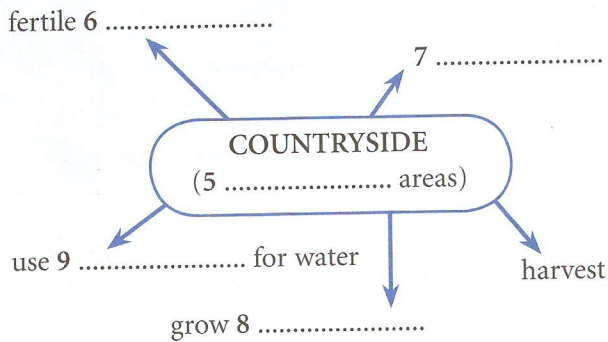 fertile 6 ..............................
7 ..............................
COUNTRYSIDE
(5 .............................. areas)
use 9 .............................. for water
harvest
grow 8 ..............................